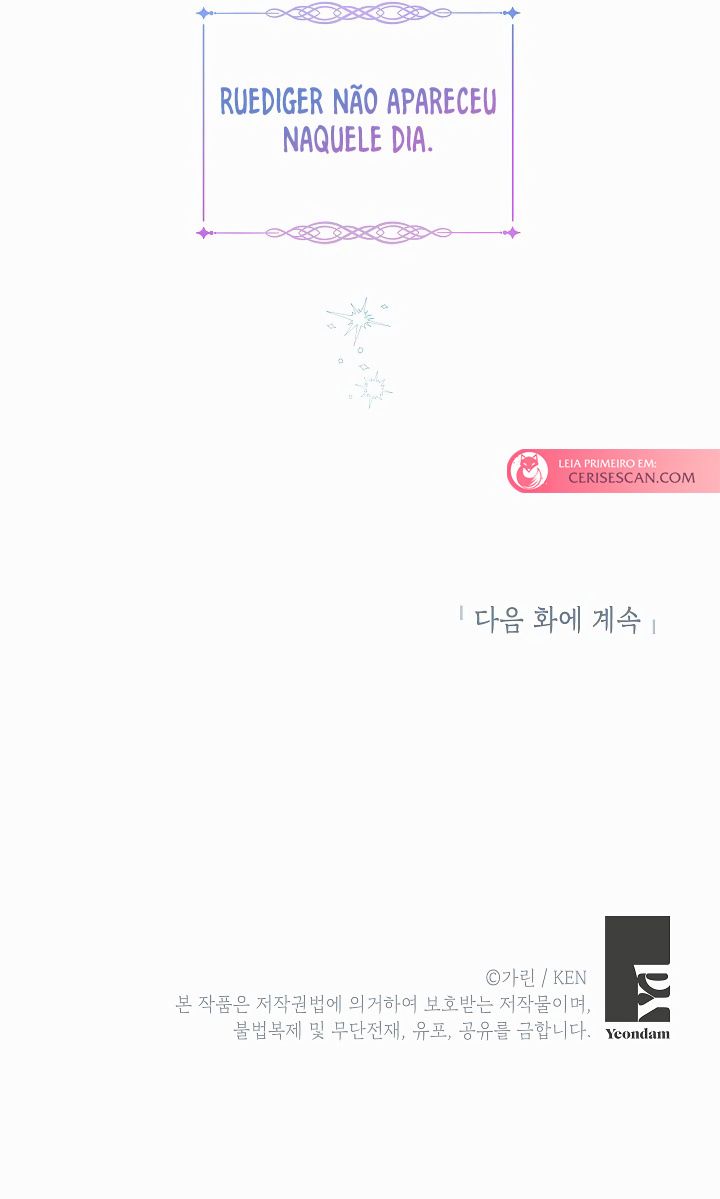 RUEDIGER NÃO APARECEU
NAQUELE DIA.
LEIA PRIMEIRO EM:
CERISESCAN.COM
다음 화에 계속
©가린 / KEN
본 작품은 저작권법에 의거하여 보호받는 저작물이며,
불법복제 및 무단전재, 유포, 공유를 금합니다.
Yd
Yeondam